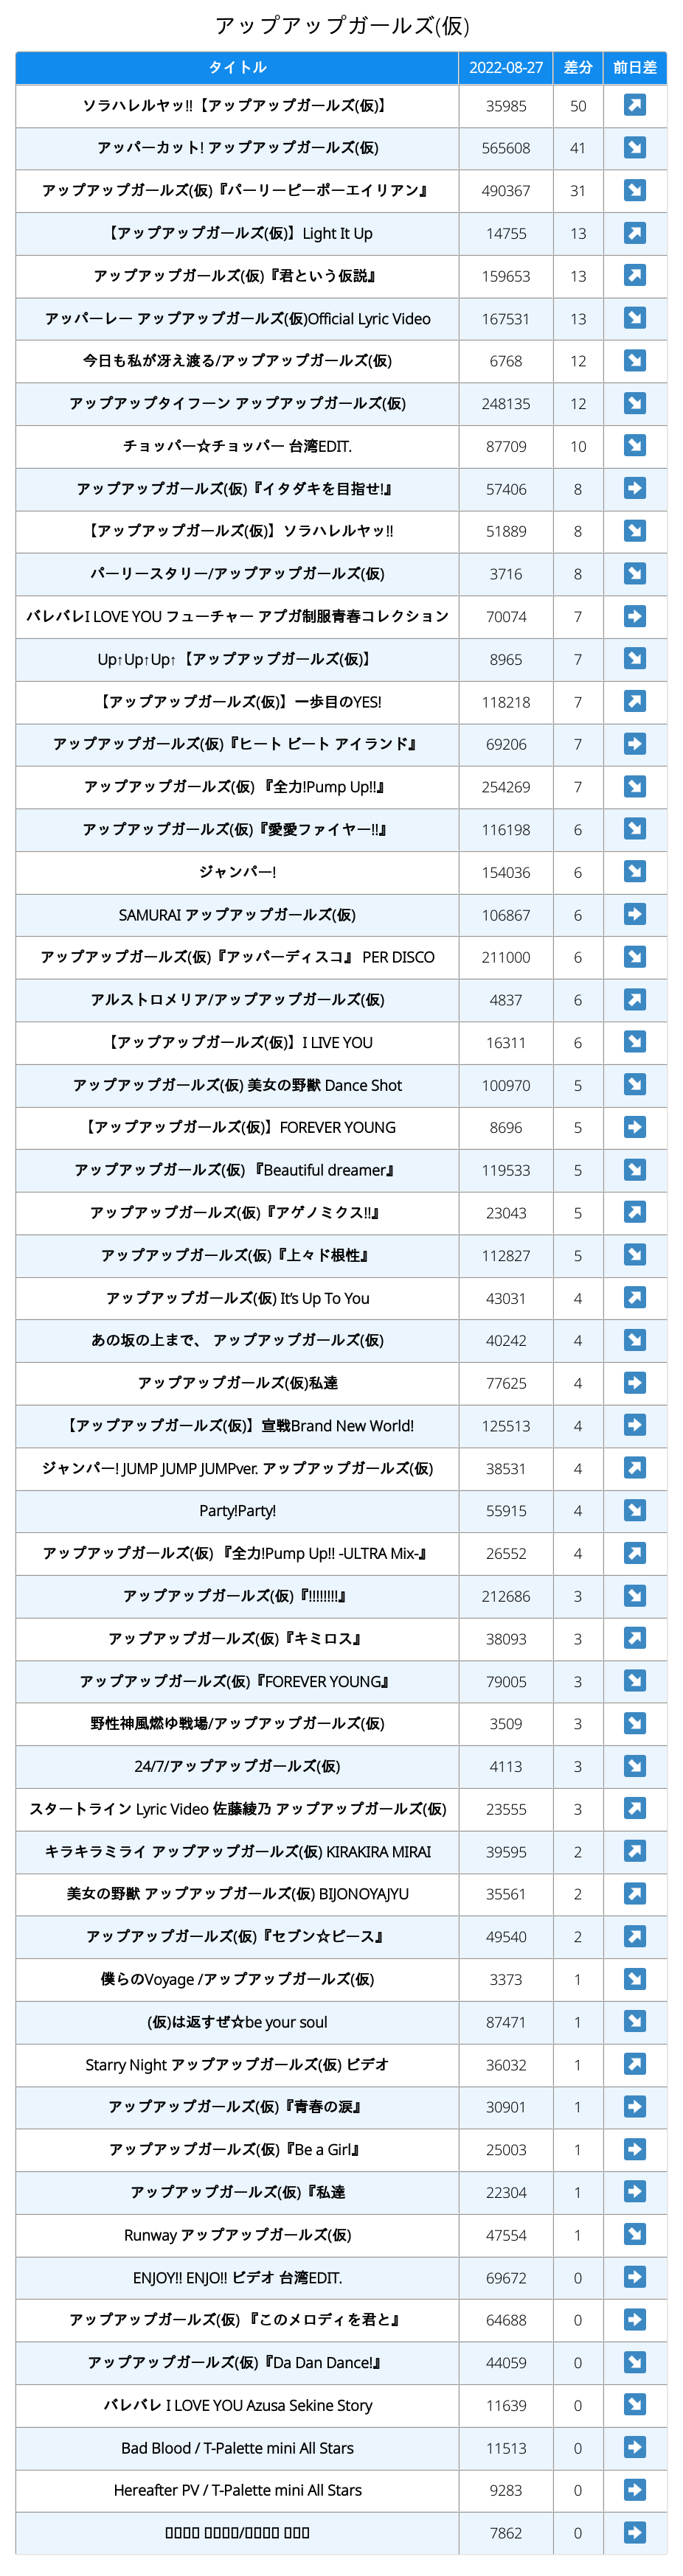 アップアップガールズ(仮)
タイトル 2022-08-27 差分 前日差
ソラハレルヤッ!!【アップアップガールズ(仮)】 35985 50 ↗
アッパーカット! アップアップガールズ(仮) 565608 41 ↘
アップアップガールズ(仮)『パーリーピーポーエイリアン』 490367 31 ↘
【アップアップガールズ(仮)】Light It Up 14755 13 ↗
アップアップガールズ(仮)『君という仮説』 159653 13 ↗
アッパーレー アップアップガールズ(仮)Official Lyric Video 167531 13 ↘
今日も私が冴え渡る/アップアップガールズ(仮) 6768 12 ↘
アップアップタイフーン アップアップガールズ(仮) 248135 12 ↘
チョッパー☆チョッパー 台湾EDIT. 87709 10 ↘
アップアップガールズ(仮)『イタダキを目指せ!』 57406 8 ➡
【アップアップガールズ(仮)】ソラハレルヤッ!! 51889 8 ↘
パーリースタリー/アップアップガールズ(仮) 3716 8 ↘
バレバレI LOVE YOU フューチャー アプガ制服青春コレクション 70074 7 ➡
Up↑Up↑Up↑【アップアップガールズ(仮)】 8965 7 ↘
【アップアップガールズ(仮)】一歩目のYES! 118218 7 ↗
アップアップガールズ(仮)『ヒート ビート アイランド』 69206 7 ➡
アップアップガールズ(仮) 『全力!Pump Up!!』 254269 7 ↘
アップアップガールズ(仮)『愛愛ファイヤー!!』 116198 6 ↘
ジャンパー! 154036 6 ↘
SAMURAI アップアップガールズ(仮) 106867 6 ➡
アップアップガールズ(仮)『アッパーディスコ』 PER DISCO 211000 6 ↘
アルストロメリア/アップアップガールズ(仮) 4837 6 ↗
【アップアップガールズ(仮)】I LIVE YOU 16311 6 ↘
アップアップガールズ(仮) 美女の野獣 Dance Shot 100970 5 ↘
【アップアップガールズ(仮)】FOREVER YOUNG 8696 5 ➡
アップアップガールズ(仮) 『Beautiful dreamer』 119533 5 ↘
アップアップガールズ(仮)『アゲノミクス!!』 23043 5 ↗
アップアップガールズ(仮)『上々ド根性』 112827 5 ↘
アップアップガールズ(仮) It's Up To You 43031 4 ↗
あの坂の上まで、 アップアップガールズ(仮) 40242 4 ↘
アップアップガールズ(仮)私達 77625 4 ➡
【アップアップガールズ(仮)】宣戦Brand New World! 125513 4 ➡
ジャンパー! JUMP JUMP JUMPver. アップアップガールズ(仮) 38531 4 ↗
Party!Party! 55915 4 ↘
アップアップガールズ(仮) 『全力!Pump Up!! -ULTRA Mix-』 26552 4 ↗
アップアップガールズ(仮)『!!!!!!!!』 212686 3 ↘
アップアップガールズ(仮)『キミロス』 38093 3 ↗
アップアップガールズ(仮)『FOREVER YOUNG』 79005 3 ↘
野性神風燃ゆ戦場/アップアップガールズ(仮) 3509 3 ↘
24/7/アップアップガールズ(仮) 4113 3 ↘
スタートライン Lyric Video 佐藤綾乃 アップアップガールズ(仮) 23555 3 ↗
キラキラミライ アップアップガールズ(仮) KIRAKIRA MIRAI 39595 2 ↗
美女の野獣 アップアップガールズ(仮) BIJONOYAJYU 35561 2 ↗
アップアップガールズ(仮)『セブン☆ピース』 49540 2 ↗
僕らのVoyage /アップアップガールズ(仮) 3373 1 ↘
(仮)は返すぜ☆be your soul 87471 1 ↘
Starry Night アップアップガールズ(仮) ビデオ 36032 1 ↗
アップアップガールズ(仮)『青春の涙』 30901 1 ➡
アップアップガールズ(仮)『Be a Girl』 25003 1 ➡
アップアップガールズ(仮)『私達 22304 1 ➡
Runway アップアップガールズ(仮) 47554 1 ↘
ENJOY!! ENJO!! ビデオ 台湾EDIT. 69672 0 ➡
アップアップガールズ(仮) 『このメロディを君と』 64688 0 ➡
アップアップガールズ(仮)『Da Dan Dance!』 44059 0 ↘
バレバレ I LOVE YOU Azusa Sekine Story 11639 0 ↘
Bad Blood / T-Palette mini All Stars 11513 0 ➡
Hereafter PV / T-Palette mini All Stars 9283 0 ➡
7862 0 ➡